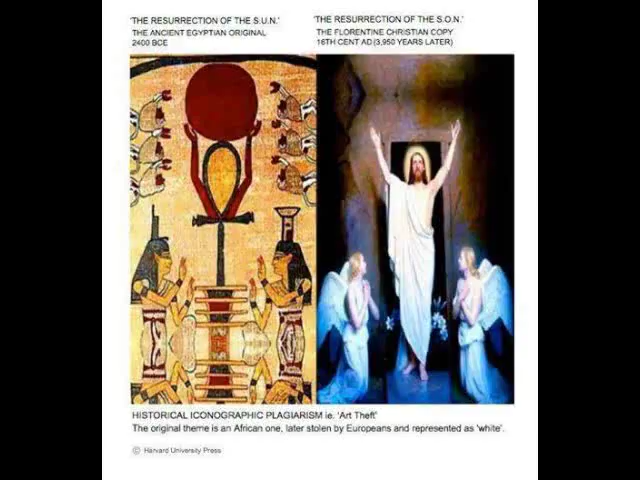 'THE RESURRECTION OF THE S.U.N.'
THE ANCIENT EGYPTIAN ORIGINAL
2400 BCE
'THE RESURRECTION OF THE S.O.N.'
THE FLORENTINE CHRISTIAN COPY
16TH CENT AD (3,950 YEARS LATER)
HISTORICAL ICONOGRAPHIC PLAGIARISM ie. 'Art Theft'
The original theme is an African one, later stolen by Europeans and represented as 'white'.
© Harvard University Press